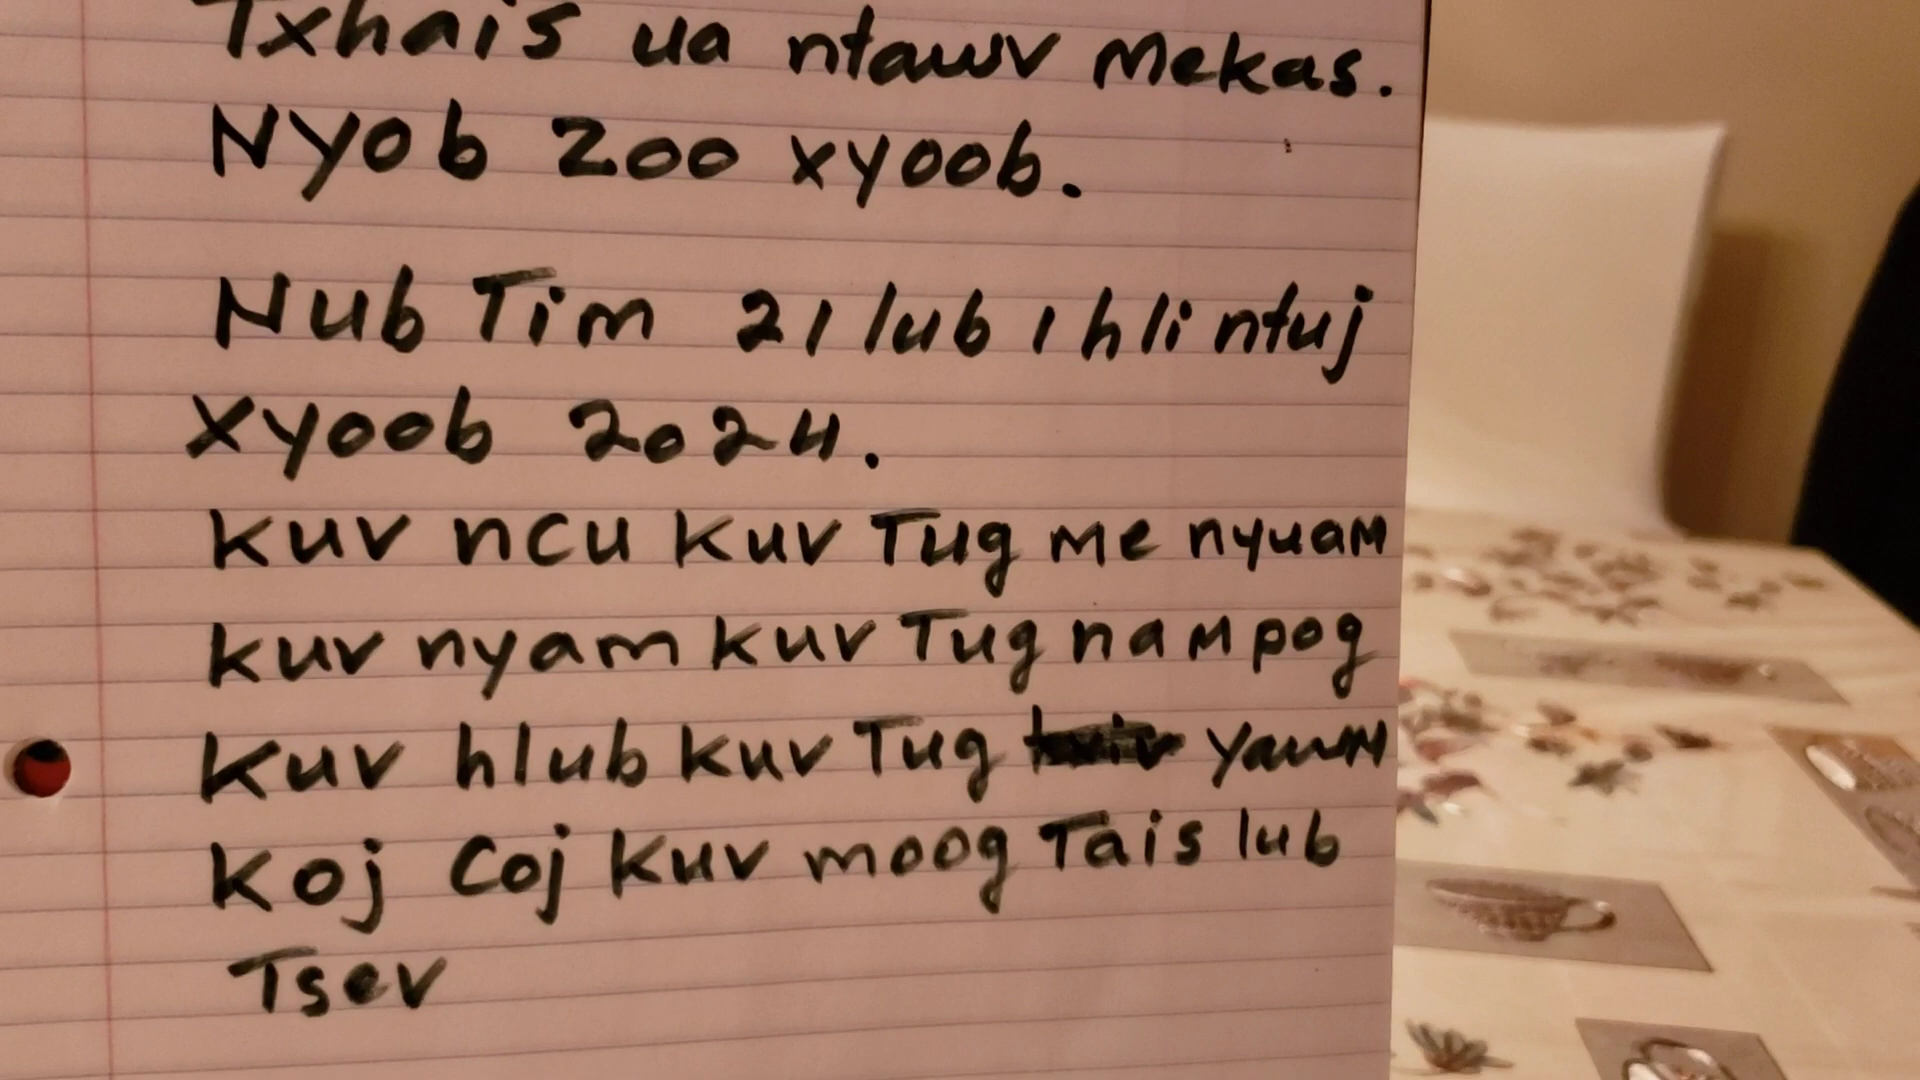 Txhais ua ntawv Mekas.
Nyob Zoo xyoob.
Nub Tim 21 lub 1 hli ntuj
xyoob 2024.
kuv ncu kuv Tug me nyuam
kuv nyam kuv Tug nam pog
kuv hlub kuv Tug yawm
koj coj kuv moog Tais lub
Tsev